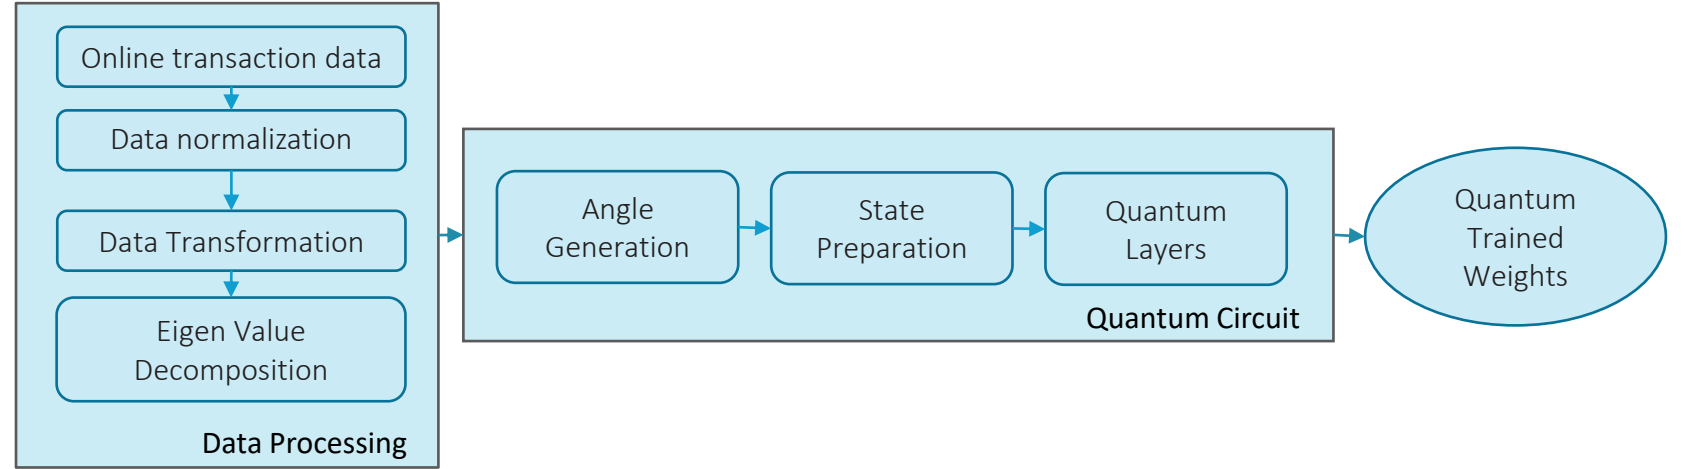 Online transaction data
Data normalization
Data Transformation
Eigen Value
Decomposition
Data Processing
Angle
Generation
State
Preparation
Quantum
Layers
Quantum Circuit
Quantum
Trained
Weights